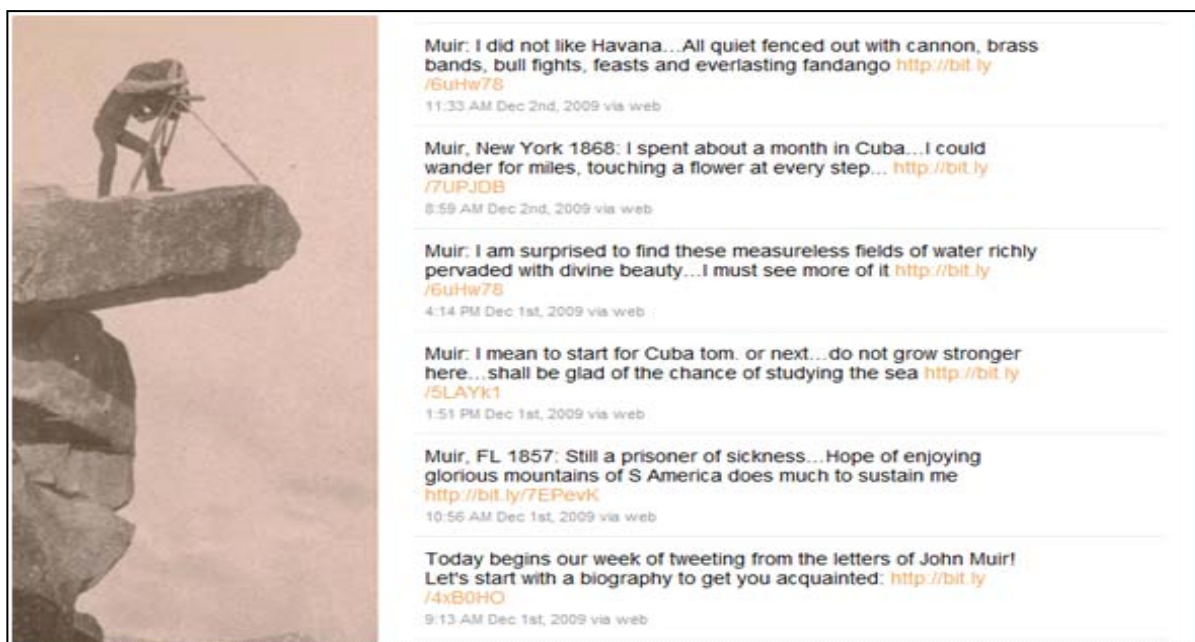 Muir: I did not like Havana...All quiet fenced out with cannon, brass
bands, bull fights, feasts and everlasting fandango http://bit.ly
/6uHw78
11:33 AM Dec 2nd, 2009 via web
Muir, New York 1868: I spent about a month in Cuba...I could
wander for miles, touching a flower at every step... http://bit.ly
/7UPJDB
8:59 AM Dec 2nd, 2009 via web
Muir: I am surprised to find these measureless fields of water richly
pervaded with divine beauty...I must see more of it http://bit.ly
/6uHw78
4:14 PM Dec 1st, 2009 via web
Muir: I mean to start for Cuba tom. or next...do not grow stronger
here...shall be glad of the chance of studying the sea http://bit.ly
/5LAYk1
1:51 PM Dec 1st, 2009 via web
Muir, FL 1857: Still a prisoner of sickness...Hope of enjoying
glorious mountains of S America does much to sustain me
http://bit.ly/7EPevK
10:56 AM Dec 1st, 2009 via web
Today begins our week of tweeting from the letters of John Muir!
Let's start with a biography to get you acquainted: http://bit.ly
/4xB0HO
9:13 AM Dec 1st, 2009 via web